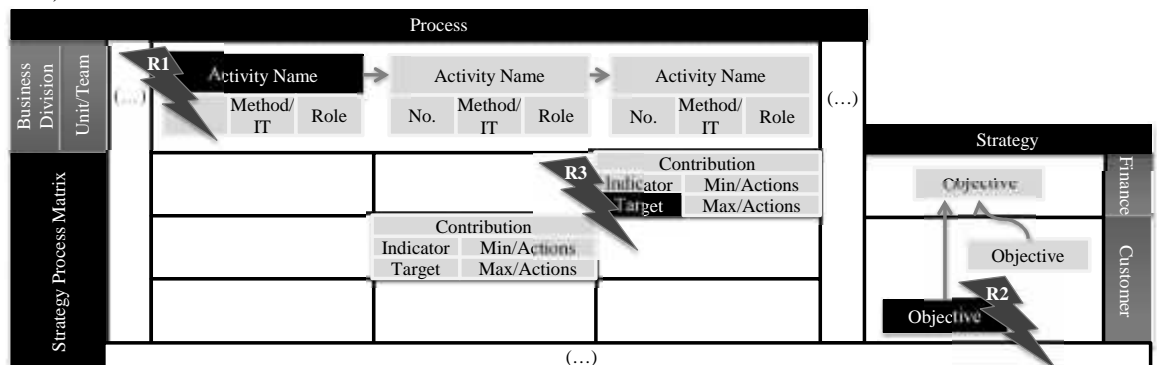 Process
Business
Division
Unit/Team
(...)
R1
Activity Name
Method/
IT
Role
Activity Name
No.
Method/
IT
Role
Activity Name
No.
Method/
IT
Role
(...)
Strategy
Strategy Process Matrix
R3
Contribution
Indicator
Min/Actions
Target
Max/Actions
Contribution
Indicator
Min/Actions
Target
Max/Actions
Objective
Finance
Objective
Customer
Objective
R2
(...)